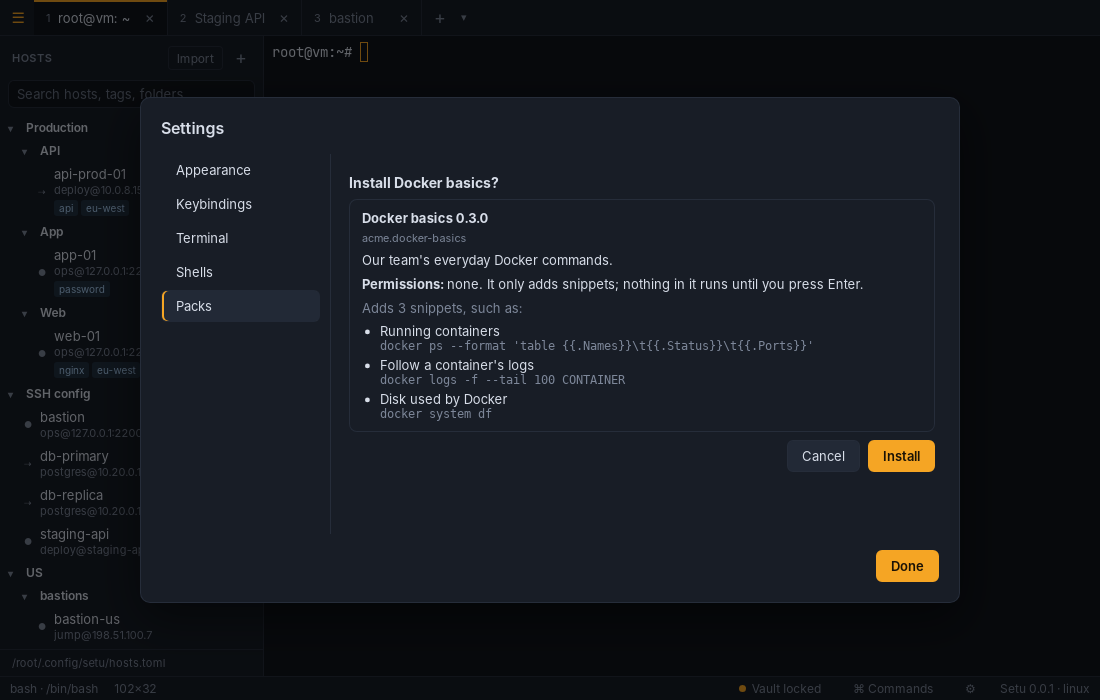 ☰ 1 root@vm: ~ × 2 Staging API × 3 bastion × + ▾
HOSTS Import +
root@vm:~#
Search hosts, tags, folders
Production
API
api-prod-01
deploy@10.0.8.15
api eu-west
App
app-01
ops@127.0.0.1:22
password
Web
web-01
ops@127.0.0.1:22
nginx eu-west
SSH config
bastion
ops@127.0.0.1:2200
db-primary
postgres@10.20.0.1
db-replica
postgres@10.20.0.1
staging-api
deploy@staging-ap
US
bastions
bastion-us
jump@198.51.100.7
/root/.config/setu/hosts.toml
Settings
Appearance
Keybindings
Terminal
Shells
Packs
Install Docker basics?
Docker basics 0.3.0
acme.docker-basics
Our team's everyday Docker commands.
Permissions: none. It only adds snippets; nothing in it runs until you press Enter.
Adds 3 snippets, such as:
• Running containers
docker ps --format 'table {{.Names}}\t{{.Status}}\t{{.Ports}}'
• Follow a container's logs
docker logs -f --tail 100 CONTAINER
• Disk used by Docker
docker system df
Cancel Install
Done
bash · /bin/bash 102×32 Vault locked ⌘ Commands ⚙ Setu 0.0.1 · linux